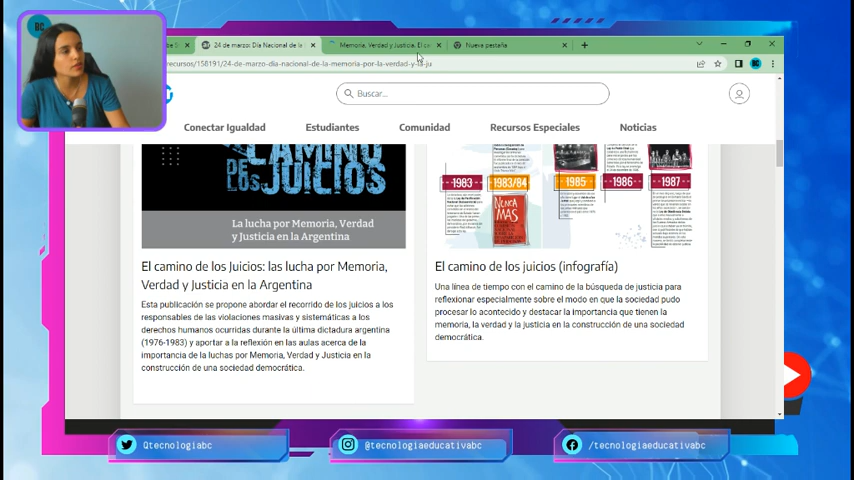 BC
24 de marzo: Día Nacional de la
Memoria, Verdad y Justicia. El ca
Nueva pestaña
recursos/158191/24-de-marzo-dia-nacional-de-la-memoria-por-la-verdad-y-la-ju
Buscar...
Conectar Igualdad
Estudiantes
Comunidad
Recursos Especiales
Noticias
CAMINO
DE LOS JUICIOS
La lucha por Memoria, Verdad
y Justicia en la Argentina
1983
1983/84
1985
1986
1987
NUNCA
MAS
El camino de los Juicios: las lucha por Memoria,
Verdad y Justicia en la Argentina
Esta publicación se propone abordar el recorrido de los juicios a los
responsables de las violaciones masivas y sistemáticas a los
derechos humanos ocurridas durante la última dictadura argentina
(1976-1983) y aportar a la reflexión en las aulas acerca de la
importancia de la luchas por Memoria, Verdad y Justicia en la
construcción de una sociedad democrática.
El camino de los juicios (infografía)
Una línea de tiempo con el camino de la búsqueda de justicia para
reflexionar especialmente sobre el modo en que la sociedad pudo
procesar lo acontecido y destacar la importancia que tienen la
memoria, la verdad y la justicia en la construcción de una sociedad
democrática.
Qtecnologiabc
@tecnologiaeducativabc
/tecnologiaeducativabc